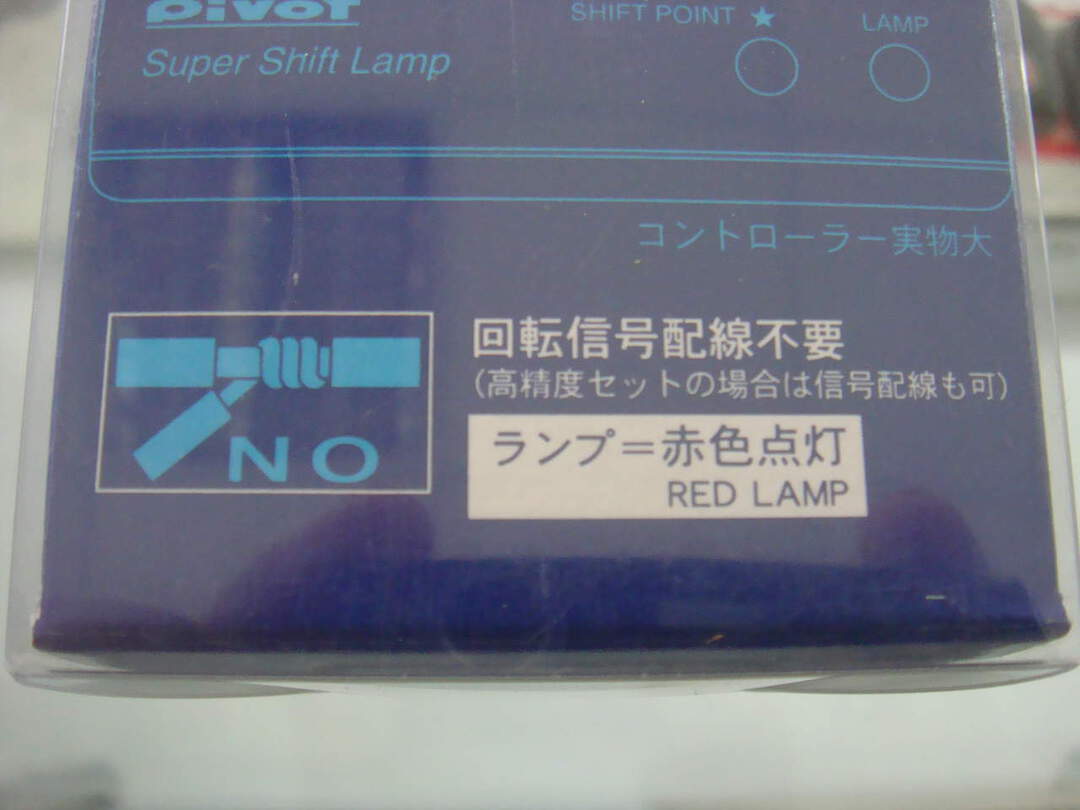 PIVOT
SHIFT POINT ★
LAMP
Super Shift Lamp
コントローラー実物大
回転信号配線不要
(高精度セットの場合は信号配線も可)
NO
ランプ=赤色点灯
RED LAMP